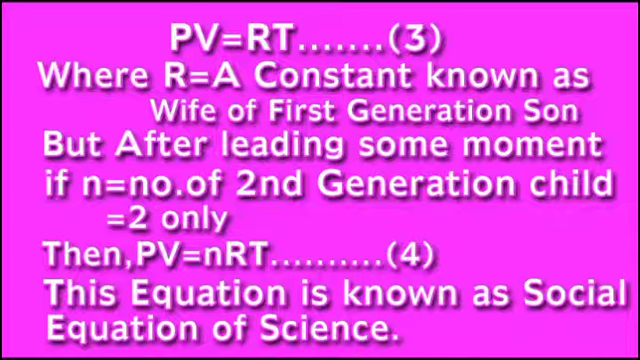 PV=RT.......(3)
Where R=A Constant known as
Wife of First Generation Son
But After leading some moment
if n=no.of 2nd Generation child
=2 only
Then,PV=nRT..........(4)
This Equation is known as Social
Equation of Science.